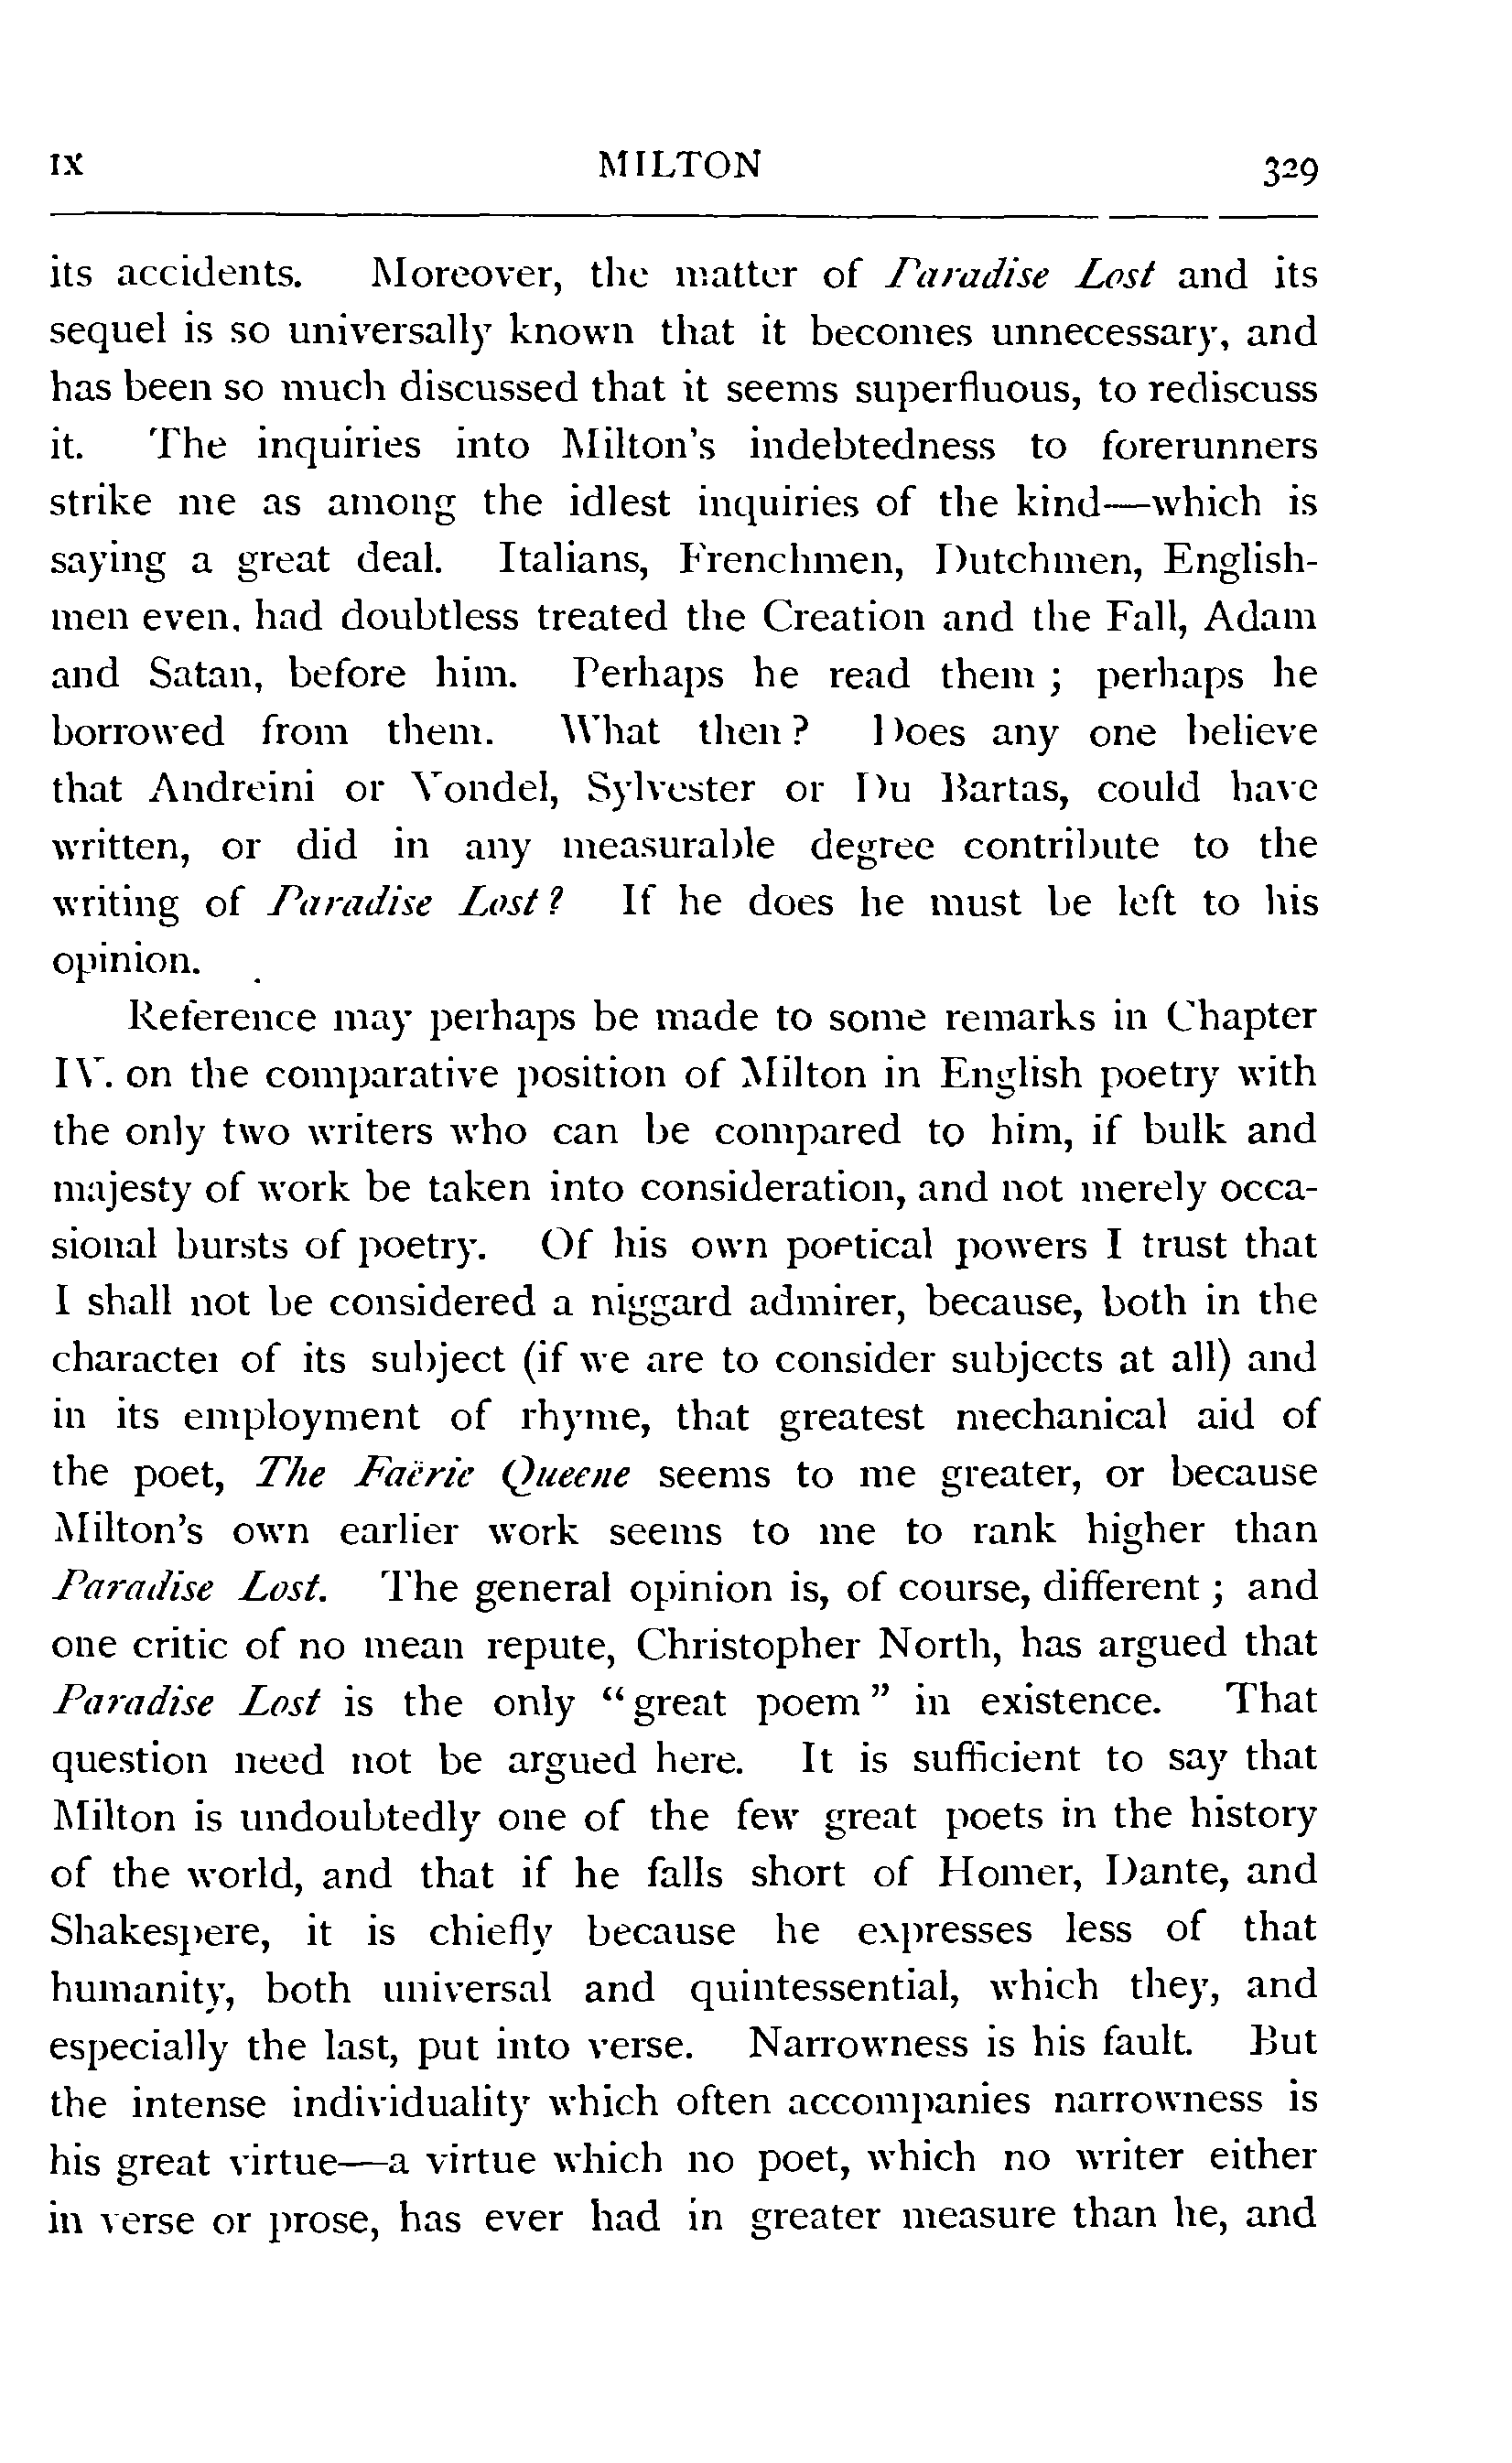 IX MILTON 329
its accidents. Moreover, the matter of Paradise Lost and its
sequel is so universally known that it becomes unnecessary, and
has been so much discussed that it seems superfluous, to rediscuss
it. The inquiries into Milton's indebtedness to forerunners
strike me as among the idlest inquiries of the kind—which is
saying a great deal. Italians, Frenchmen, Dutchmen, English-
men even, had doubtless treated the Creation and the Fall, Adam
and Satan, before him. Perhaps he read them ; perhaps he
borrowed from them. What then ? Does any one believe
that Andreini or Vondel, Sylvester or Du Bartas, could have
written, or did in any measurable degree contribute to the
writing of Paradise Lost ? If he does he must be left to his
opinion.
Reference may perhaps be made to some remarks in Chapter
IV. on the comparative position of Milton in English poetry with
the only two writers who can be compared to him, if bulk and
majesty of work be taken into consideration, and not merely occa-
sional bursts of poetry. Of his own poetical powers I trust that
I shall not be considered a niggard admirer, because, both in the
character of its subject (if we are to consider subjects at all) and
in its employment of rhyme, that greatest mechanical aid of
the poet, The Faërie Queene seems to me greater, or because
Milton's own earlier work seems to me to rank higher than
Paradise Lost. The general opinion is, of course, different ; and
one critic of no mean repute, Christopher North, has argued that
Paradise Lost is the only “great poem” in existence. That
question need not be argued here. It is sufficient to say that
Milton is undoubtedly one of the few great poets in the history
of the world, and that if he falls short of Homer, Dante, and
Shakespere, it is chiefly because he expresses less of that
humanity, both universal and quintessential, which they, and
especially the last, put into verse. Narrowness is his fault. But
the intense individuality which often accompanies narrowness is
his great virtue—a virtue which no poet, which no writer either
in verse or prose, has ever had in greater measure than he, and